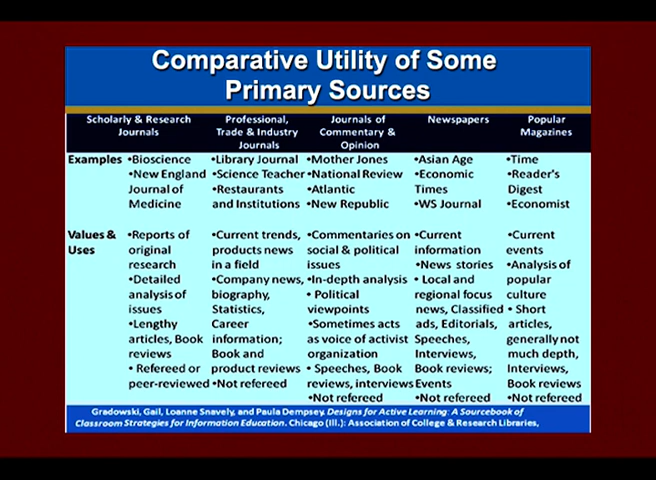 Comparative Utility of Some
Primary Sources
Scholarly & Research
Journals
Professional,
Trade & Industry
Journals
Journals of
Commentary &
Opinion
Newspapers
Popular
Magazines
Examples
•Bioscience
•New England
Journal of
Medicine
•Library Journal
•Science Teacher
•Restaurants
and Institutions
•Mother Jones
•National Review
•Atlantic
•New Republic
•Asian Age
•Economic
Times
•WS Journal
•Time
•Reader's
Digest
•Economist
Values &
Uses
•Reports of
original
research
•Detailed
analysis of
issues
•Lengthy
articles, Book
reviews
• Refereed or
peer-reviewed
•Current trends,
products news
in a field
•Company news,
biography,
Statistics,
Career
information;
Book and
product reviews
•Not refereed
•Commentaries on
social & political
issues
•In-depth analysis
• Political
viewpoints
•Sometimes acts
as voice of activist
organization
• Speeches, Book
reviews, interviews
•Not refereed
•Current
information
•News stories
• Local and
regional focus
news, Classified
ads, Editorials,
Speeches,
Interviews,
Book reviews;
Events
•Not refereed
•Current
events
•Analysis of
popular
culture
• Short
articles,
generally not
much depth,
Interviews,
Book reviews
•Not refereed
Gradowski, Gail, Loanne Snavely, and Paula Dempsey. Designs for Active Learning: A Sourcebook of
Classroom Strategies for Information Education. Chicago (Ill.): Association of College & Research Libraries,